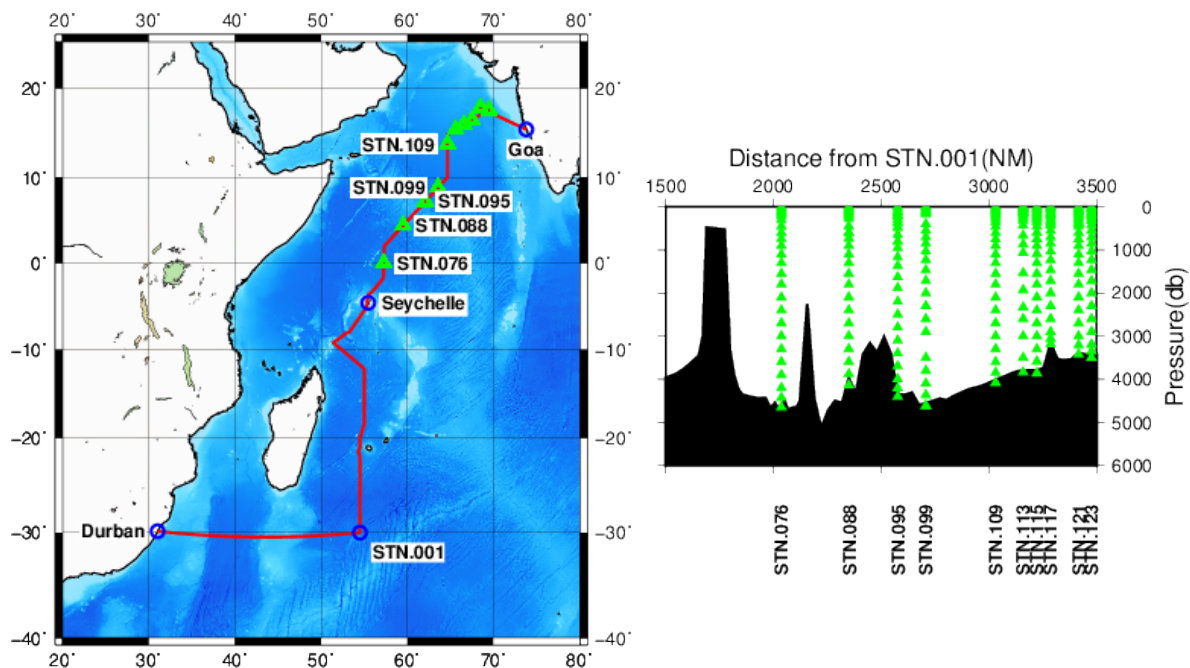 20˚ 30˚ 40˚ 50˚ 60˚ 70˚ 80˚
20˚ 20˚
STN.109
Goa
10˚ 10˚
STN.099
STN.095
STN.088
0˚ STN.076 0˚
Seychelle
−10˚ −10˚
−20˚ −20˚
−30˚ Durban −30˚
STN.001
−40˚ −40˚
20˚ 30˚ 40˚ 50˚ 60˚ 70˚ 80˚
Distance from STN.001(NM)
1500 2000 2500 3000 3500
0
1000
2000
3000
4000
5000
6000
Pressure(db)
STN.076
STN.088
STN.095
STN.099
STN.109
STN.113
STN.115
STN.117
STN.121
STN.123